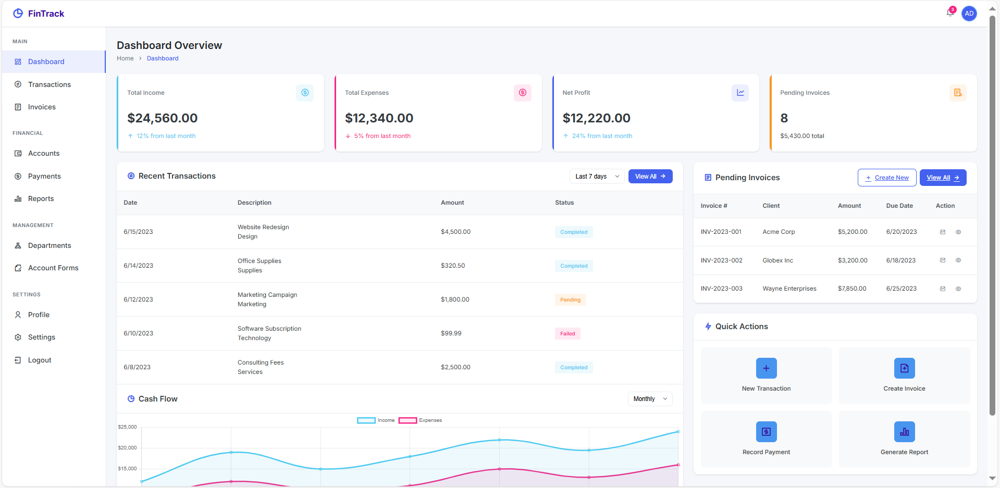 FinTrack
3
AD
MAIN
Dashboard
Transactions
Invoices
FINANCIAL
Accounts
Payments
Reports
MANAGEMENT
Departments
Account Forms
SETTINGS
Profile
Settings
Logout
Dashboard Overview
Home > Dashboard
Total Income
$24,560.00
↑ 12% from last month
Total Expenses
$12,340.00
↓ 5% from last month
Net Profit
$12,220.00
↑ 24% from last month
Pending Invoices
8
$5,430.00 total
Recent Transactions
Last 7 days
View All →
Date Description Amount Status
6/15/2023 Website Redesign $4,500.00 Completed
Design
6/14/2023 Office Supplies $320.50 Completed
Supplies
6/12/2023 Marketing Campaign $1,800.00 Pending
Marketing
6/10/2023 Software Subscription $99.99 Failed
Technology
6/8/2023 Consulting Fees $2,500.00 Completed
Services
Cash Flow
Monthly
Income Expenses
$25,000
$20,000
$15,000
Pending Invoices
+ Create New
View All →
Invoice # Client Amount Due Date Action
INV-2023-001 Acme Corp $5,200.00 6/20/2023
INV-2023-002 Globex Inc $3,200.00 6/18/2023
INV-2023-003 Wayne Enterprises $7,850.00 6/25/2023
Quick Actions
New Transaction
Create Invoice
Record Payment
Generate Report